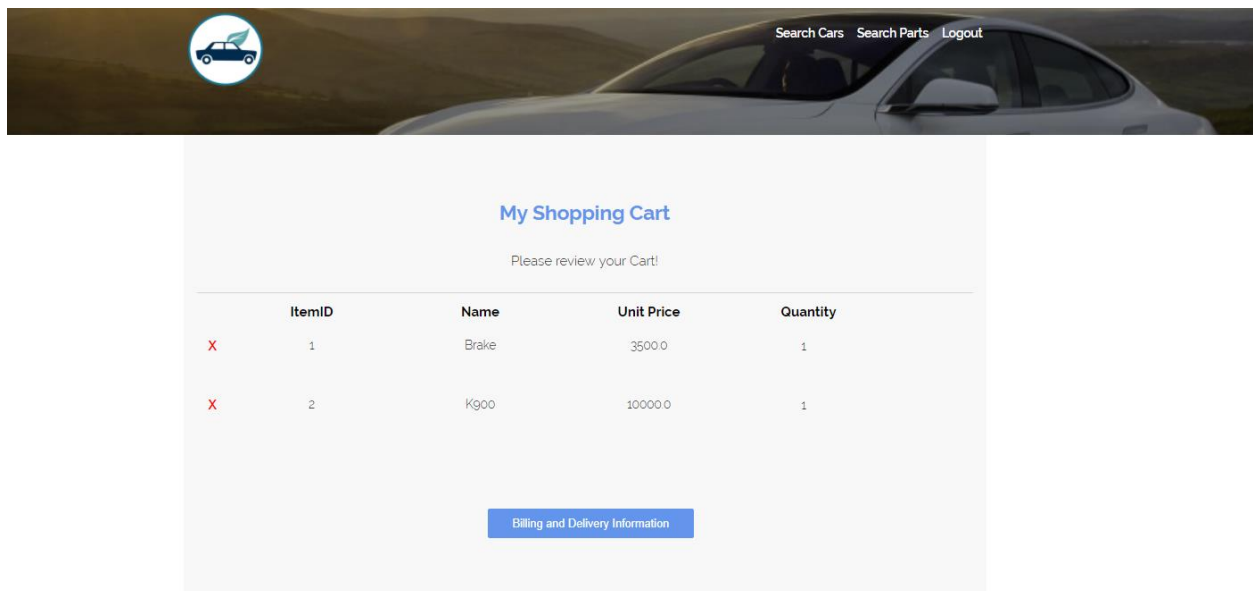 Search Cars Search Parts Logout
My Shopping Cart
Please review your Cart!
ItemID Name Unit Price Quantity
X 1 Brake 3500.0 1
X 2 K900 10000.0 1
Billing and Delivery Information